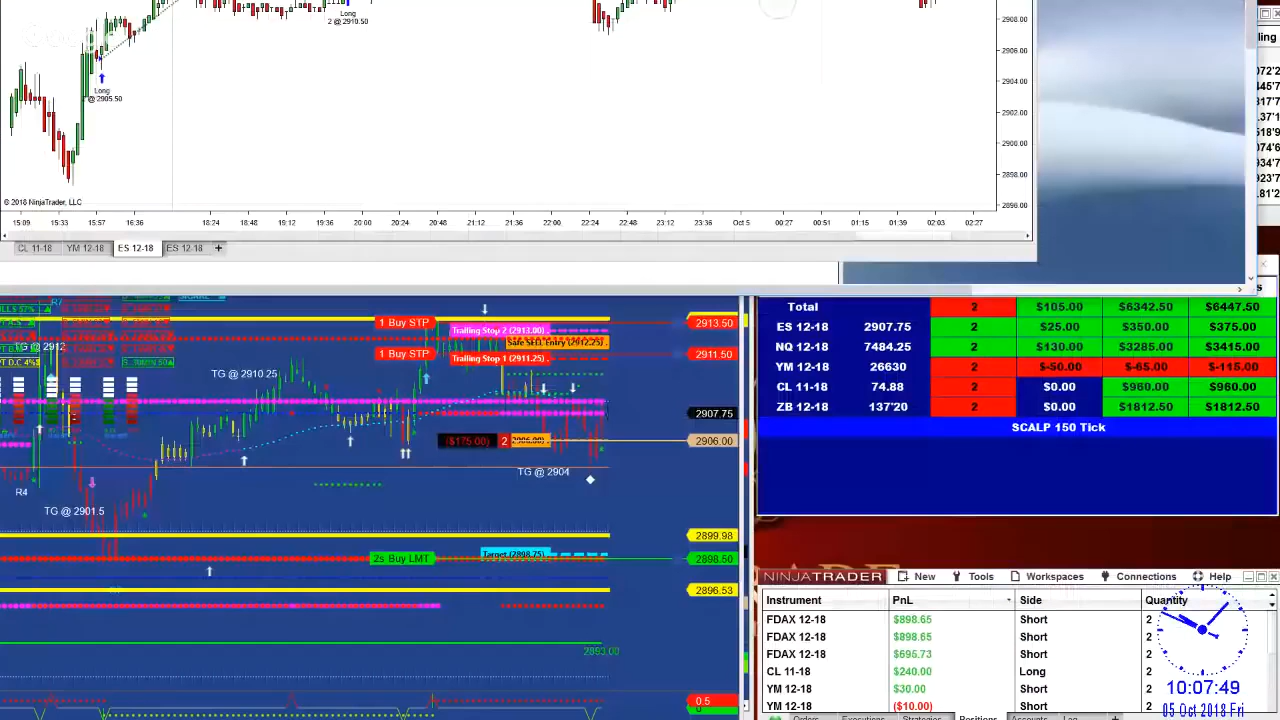 2908.00
2906.00
2904.00
2902.00
2900.00
2898.00
2896.00
Long
2 @ 2910.50
Long
@ 2905.50
© 2018 NinjaTrader, LLC
15:09 15:33 15:57 16:36 18:24 18:48 19:12 19:36 20:00 20:24 20:48 21:12 21:36 22:00 22:24 22:48 23:12 23:36 Oct 5 00:27 00:51 01:15 01:39 02:03 02:27
CL 11-18 YM 12-18 ES 12-18 ES 12-18 +
R7
TG @ 2912
1 Buy STP
Trailing Stop 2 (2913.00)
2913.50
1 Buy STP
Trailing Stop 1 (2911.25)
2911.50
TG @ 2910.25
2907.75
($175.00) 2
2906.00
TG @ 2904
R4
TG @ 2901.5
2899.98
2s Buy LMT
Target (2898.75)
2898.50
2896.53
2893.00
0.5
Total 2 $105.00 $6342.50 $6447.50
ES 12-18 2907.75 2 $25.00 $350.00 $375.00
NQ 12-18 7484.25 2 $130.00 $3285.00 $3415.00
YM 12-18 26630 2 $-50.00 $-65.00 $-115.00
CL 11-18 74.88 2 $0.00 $960.00 $960.00
ZB 12-18 137'20 2 $0.00 $1812.50 $1812.50
SCALP 150 Tick
NINJATRADER New Tools Workspaces Connections Help
Instrument PnL Side Quantity
FDAX 12-18 $898.65 Short 2
FDAX 12-18 $898.65 Short 2
FDAX 12-18 $695.73 Short 2
CL 11-18 $240.00 Long 2
YM 12-18 $30.00 Short 2
YM 12-18 ($10.00) Short 2
Orders Executions Strategies Positions Accounts Log +
10:07:49
05 Oct 2018 Fri